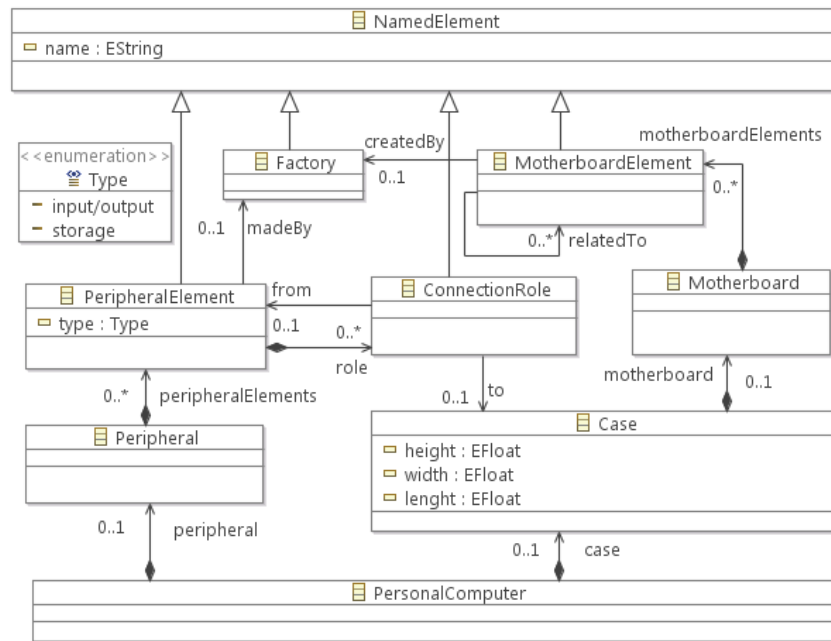 NamedElement
name : EString
<<enumeration>>
Type
input/output
storage
Factory
createdBy
0..1
MotherboardElement
motherboardElements
0..*
0..1
madeBy
0..*
relatedTo
PeripheralElement
type : Type
from
0..1
0..*
role
ConnectionRole
Motherboard
0..*
peripheralElements
0..1
to
motherboard
0..1
Peripheral
Case
height : EFloat
width : EFloat
lenght : EFloat
0..1
peripheral
0..1
case
PersonalComputer